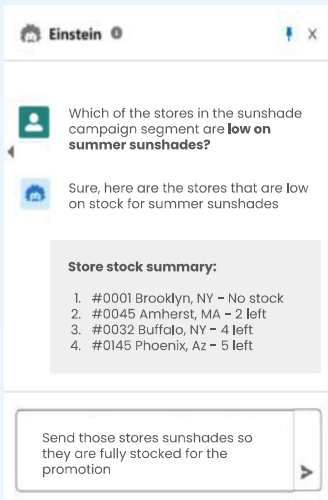 Einstein
X
Which of the stores in the sunshade
campaign segment are low on
summer sunshades?
Sure, here are the stores that are low
on stock for summer sunshades
Store stock summary:
1. #0001 Brooklyn, NY – No stock
2. #0045 Amherst, MA – 2 left
3. #0032 Buffalo, NY – 4 left
4. #0145 Phoenix, Az – 5 left
Send those stores sunshades so
they are fully stocked for the
promotion